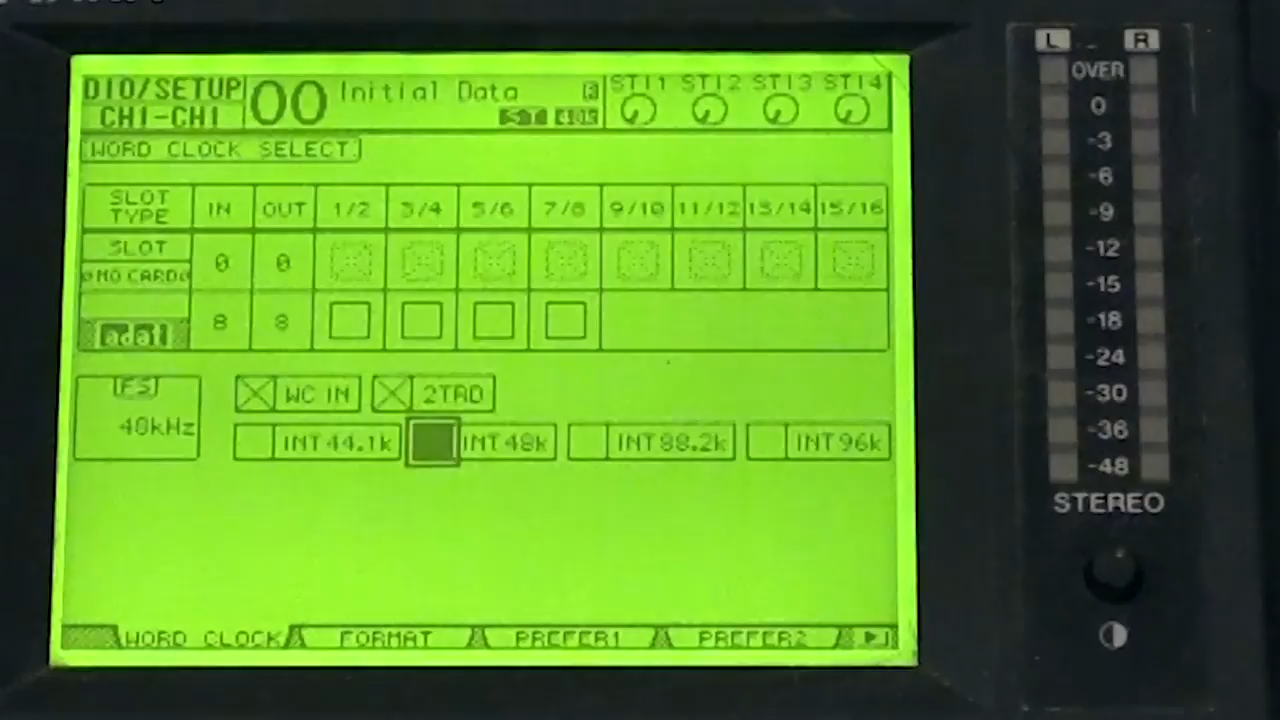 DIO/SETUP 00 Initial Data ST1 ST2 ST3 ST4
CH1-CH1 ST 48k
WORD CLOCK SELECT
SLOT TYPE IN OUT 1/2 3/4 5/6 7/8 9/10 11/12 13/14 15/16
SLOT
NO CARD 0 0
adat 8 8
FS
48kHz
WC IN 2TRD
INT44.1k INT48k INT88.2k INT96k
WORD CLOCK FORMAT PREFER1 PREFER2
L R
OVER
0
-3
-6
-9
-12
-15
-18
-24
-30
-36
-48
STEREO